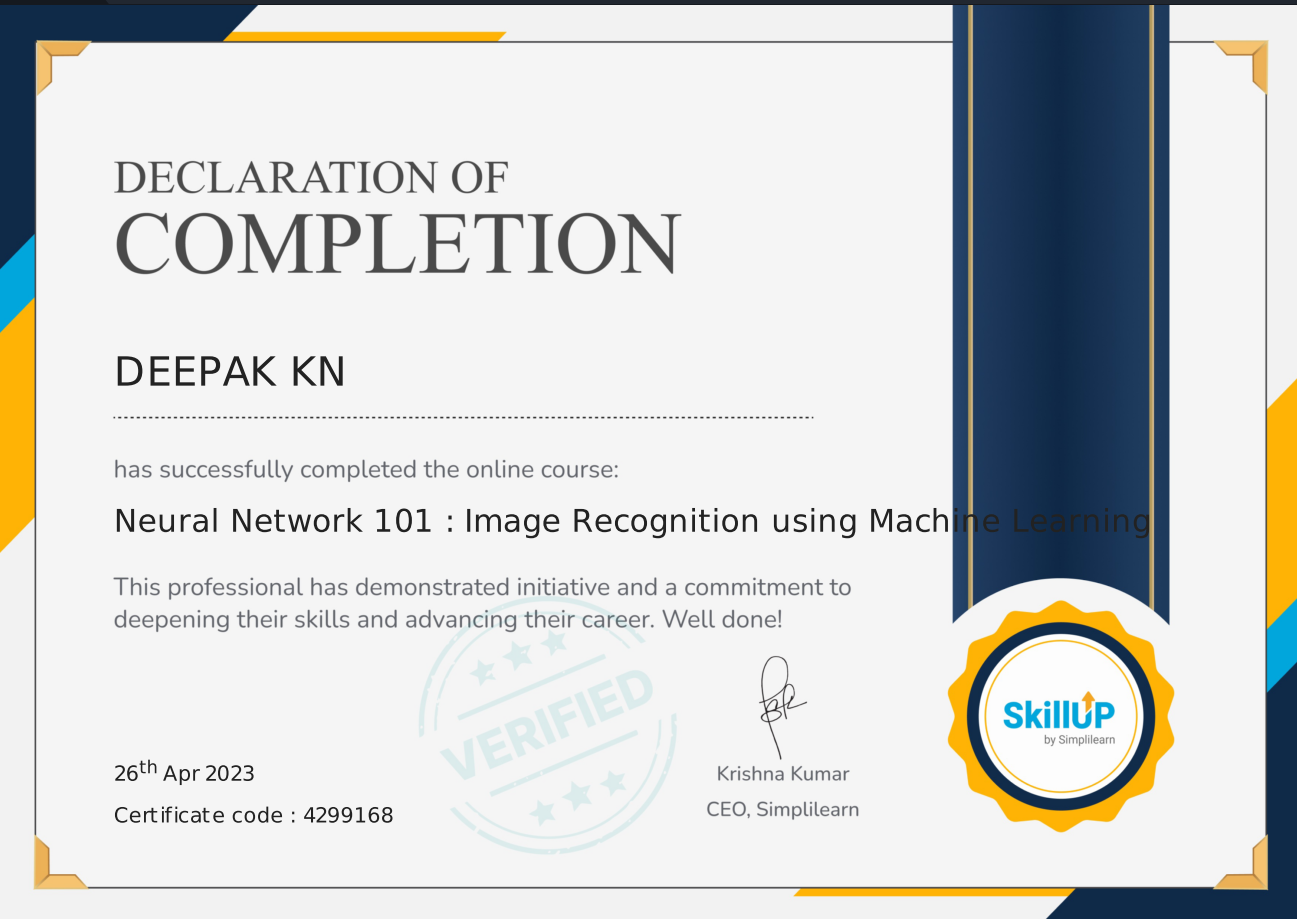 DECLARATION OF
COMPLETION
DEEPAK KN
has successfully completed the online course:
Neural Network 101 : Image Recognition using Machine Learning
This professional has demonstrated initiative and a commitment to
deepening their skills and advancing their career. Well done!
VERIFIED
SkillUP
by Simplilearn
26th Apr 2023
Krishna Kumar
Certificate code : 4299168
CEO, Simplilearn